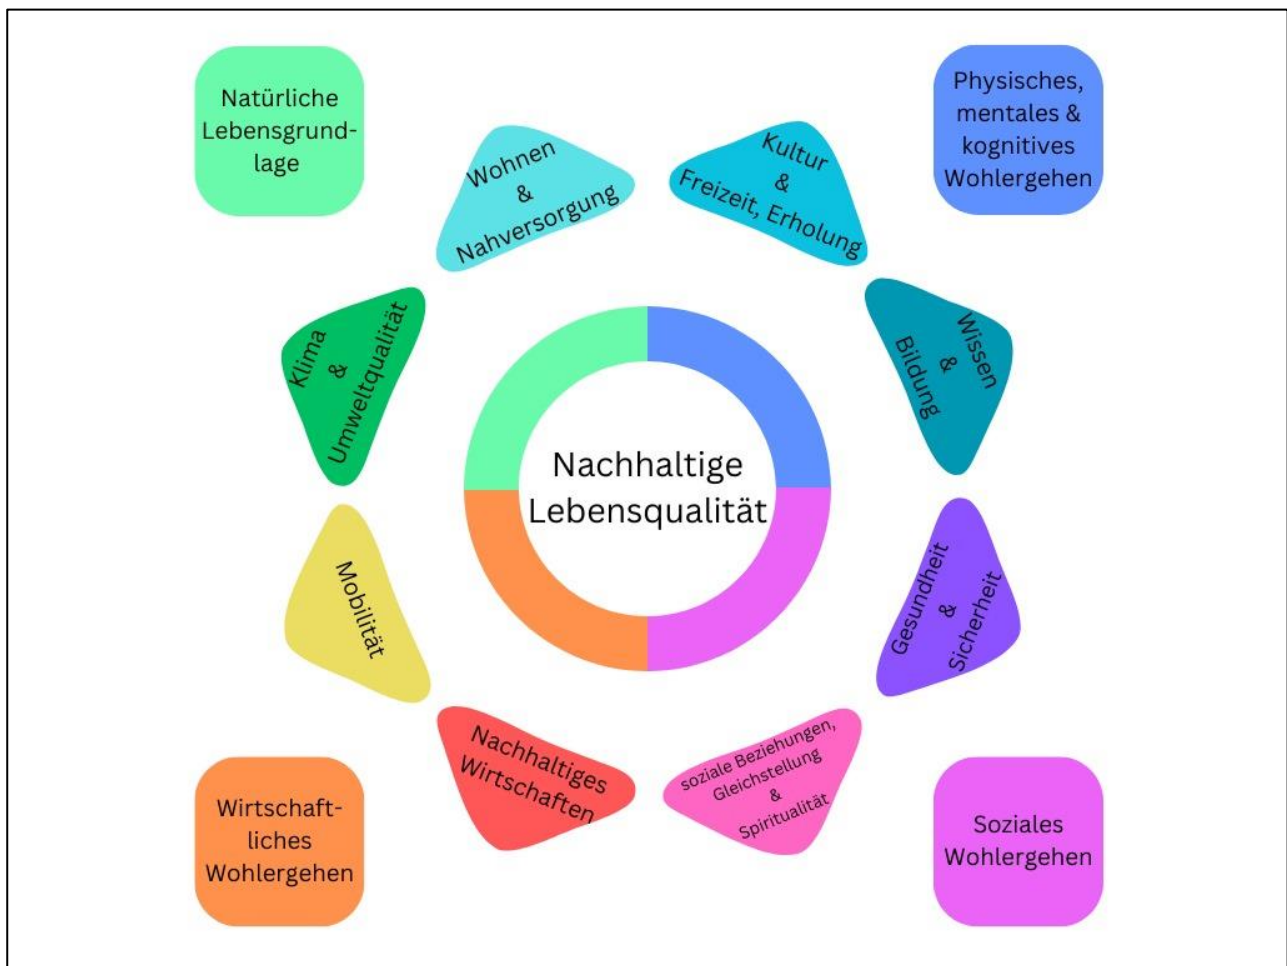 Natürliche
Lebensgrund-
lage
Physisches,
mentales &
kognitives
Wohlergehen
Wohnen
&
Nahversorgung
Kultur
&
Freizeit, Erholung
Klima
&
Umweltqualität
Wissen
&
Bildung
Nachhaltige
Lebensqualität
Mobilität
Gesundheit
&
Sicherheit
Nachhaltiges
Wirtschaften
soziale Beziehungen,
Gleichstellung
&
Spiritualität
Wirtschaft-
liches
Wohlergehen
Soziales
Wohlergehen